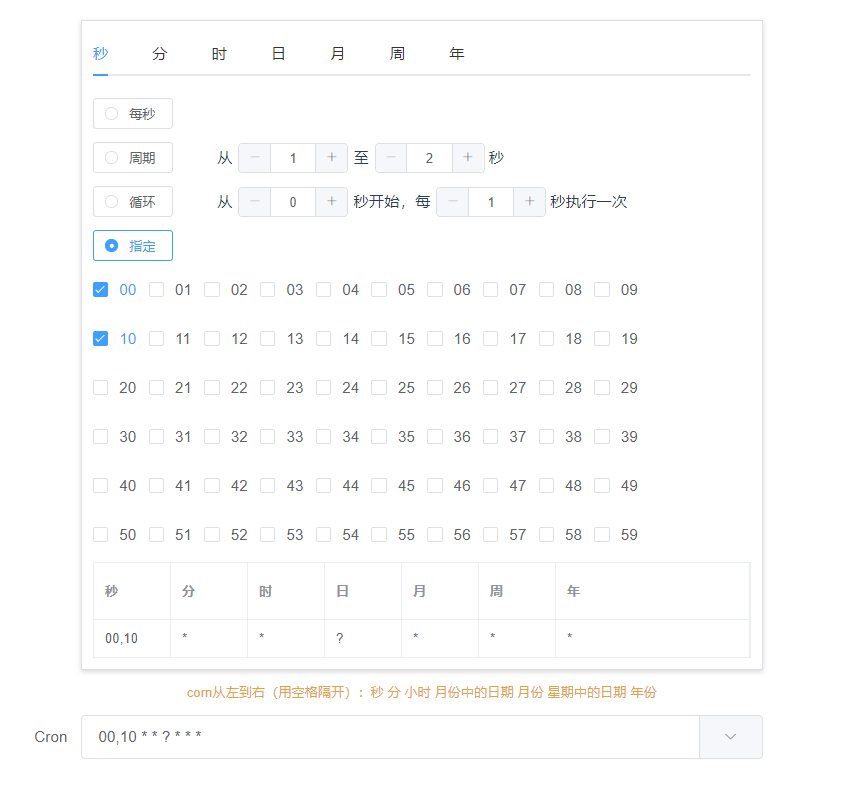 秒 分 时 日 月 周 年
每秒
周期 从 1 至 2 秒
循环 从 0 秒开始，每 1 秒执行一次
指定
00 01 02 03 04 05 06 07 08 09
10 11 12 13 14 15 16 17 18 19
20 21 22 23 24 25 26 27 28 29
30 31 32 33 34 35 36 37 38 39
40 41 42 43 44 45 46 47 48 49
50 51 52 53 54 55 56 57 58 59
秒 分 时 日 月 周 年
00,10 * * ? * * *
corn从左到右（用空格隔开）：秒 分 小时 月份中的日期 月份 星期中的日期 年份
Cron 00,10 * * ? * * *